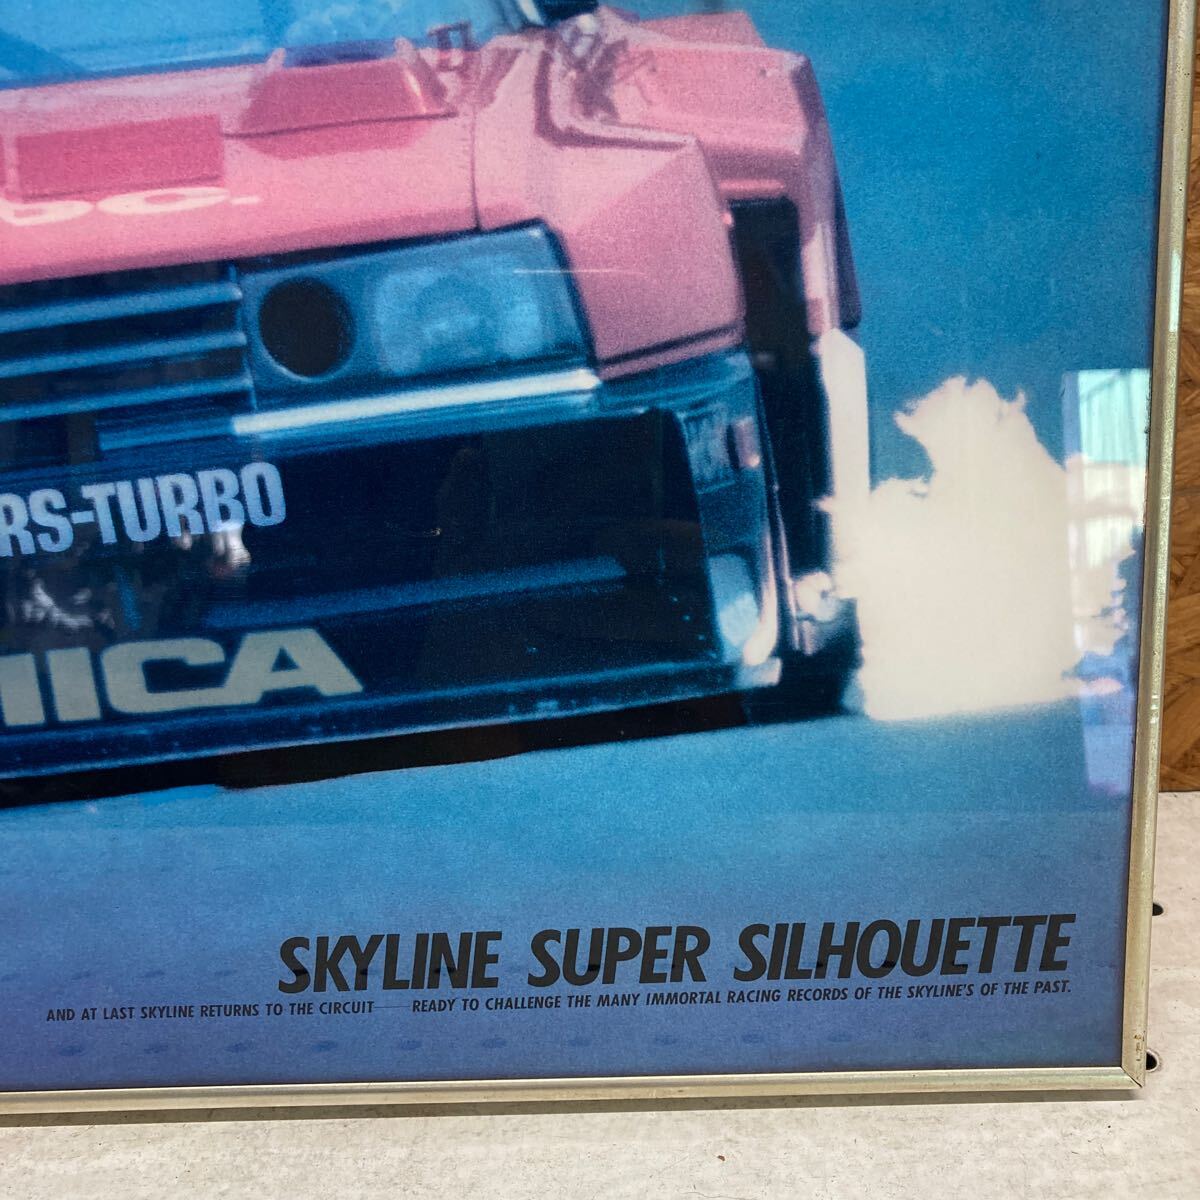 RS-TURBO
SKYLINE SUPER SILHOUETTE
AND AT LAST SKYLINE RETURNS TO THE CIRCUIT——READY TO CHALLENGE THE MANY IMMORTAL RACING RECORDS OF THE SKYLINE'S OF THE PAST.